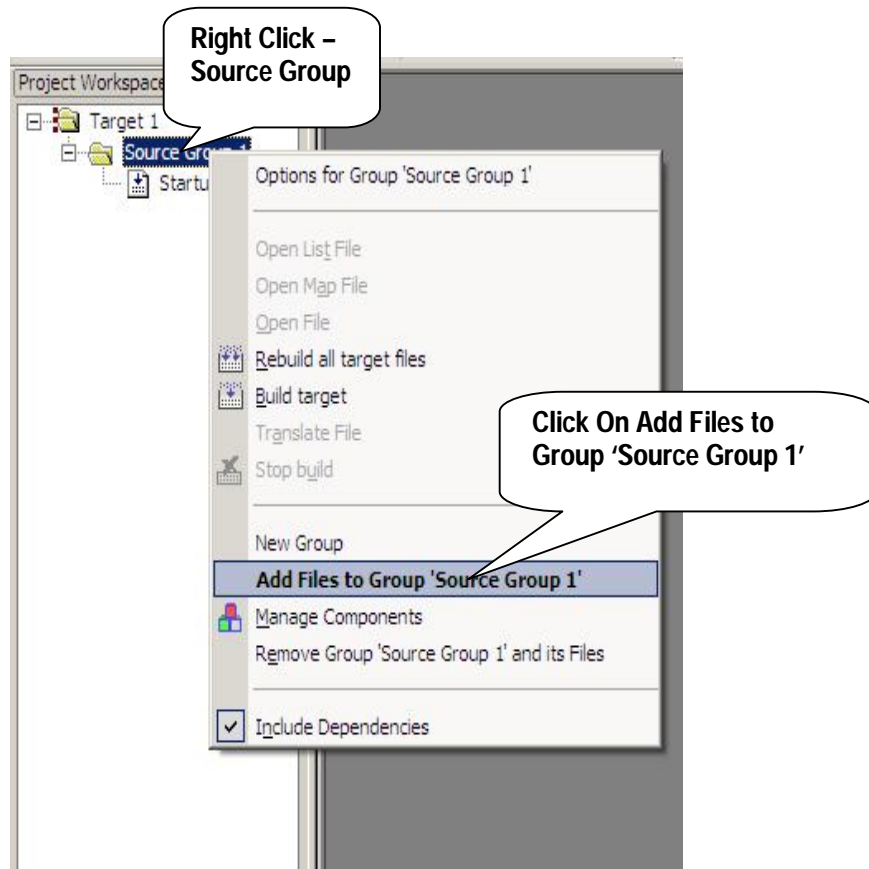 Right Click –
Source Group
Project Workspace
Target 1
Source Group 1
Startu
Options for Group 'Source Group 1'
Open List File
Open Map File
Open File
Rebuild all target files
Build target
Translate File
Stop build
Click On Add Files to
Group ‘Source Group 1’
New Group
Add Files to Group 'Source Group 1'
Manage Components
Remove Group 'Source Group 1' and its Files
Include Dependencies